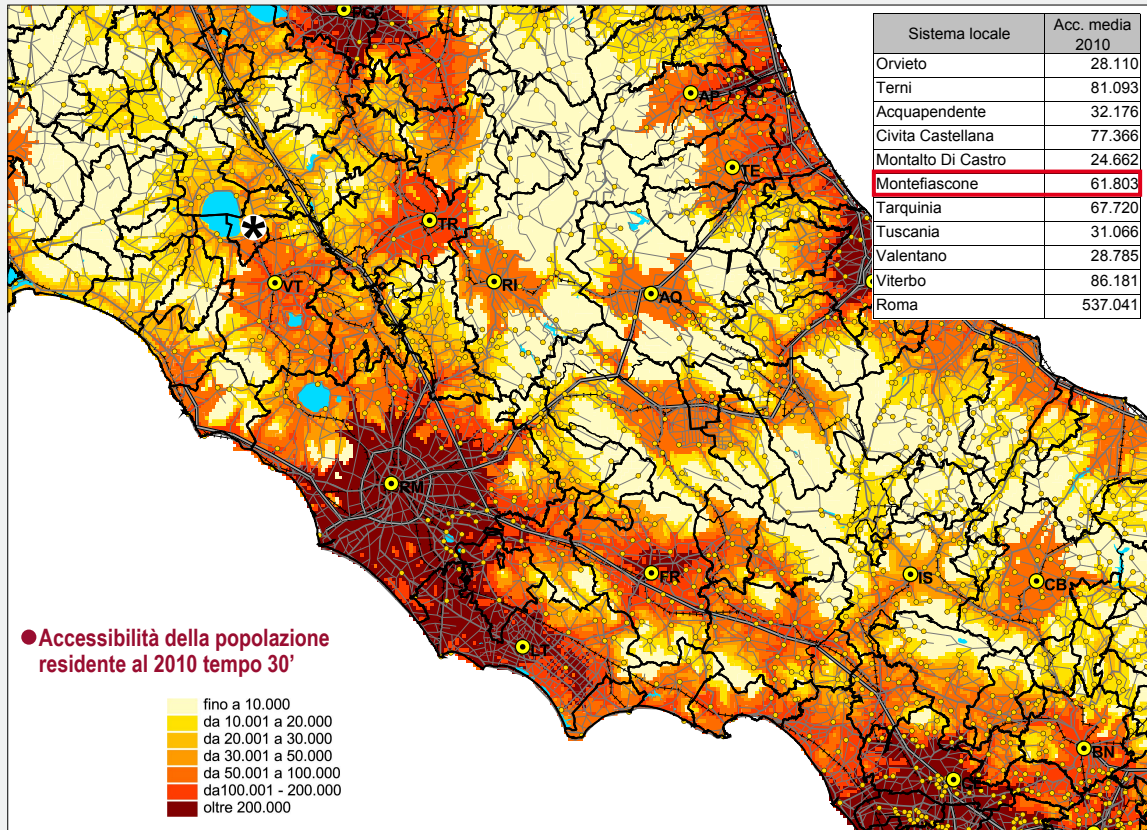 Sistema locale Acc. media 2010
Orvieto 28.110
Terni 81.093
Acquapendente 32.176
Civita Castellana 77.366
Montalto Di Castro 24.662
Montefiascone 61.803
Tarquinia 67.720
Tuscania 31.066
Valentano 28.785
Viterbo 86.181
Roma 537.041
AP
TE
TR
VT
RI
AQ
RM
FR
IS
CB
LT
BN
Accessibilità della popolazione
residente al 2010 tempo 30'
fino a 10.000
da 10.001 a 20.000
da 20.001 a 30.000
da 30.001 a 50.000
da 50.001 a 100.000
da100.001 - 200.000
oltre 200.000